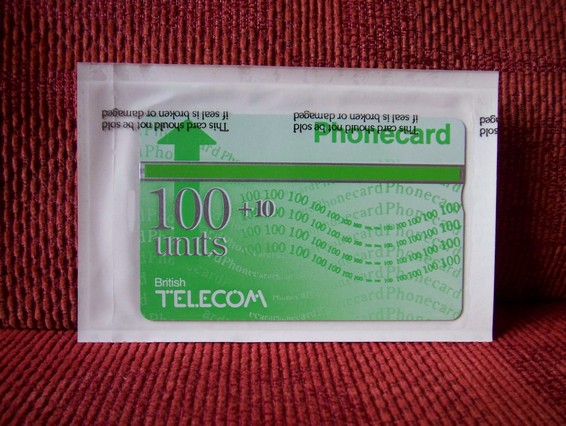 This card should not be sold
if seal is broken or damaged
This card should not be sold
if seal is broken or damaged
sold
Phonecard
100 +10
units
British
TELECOM